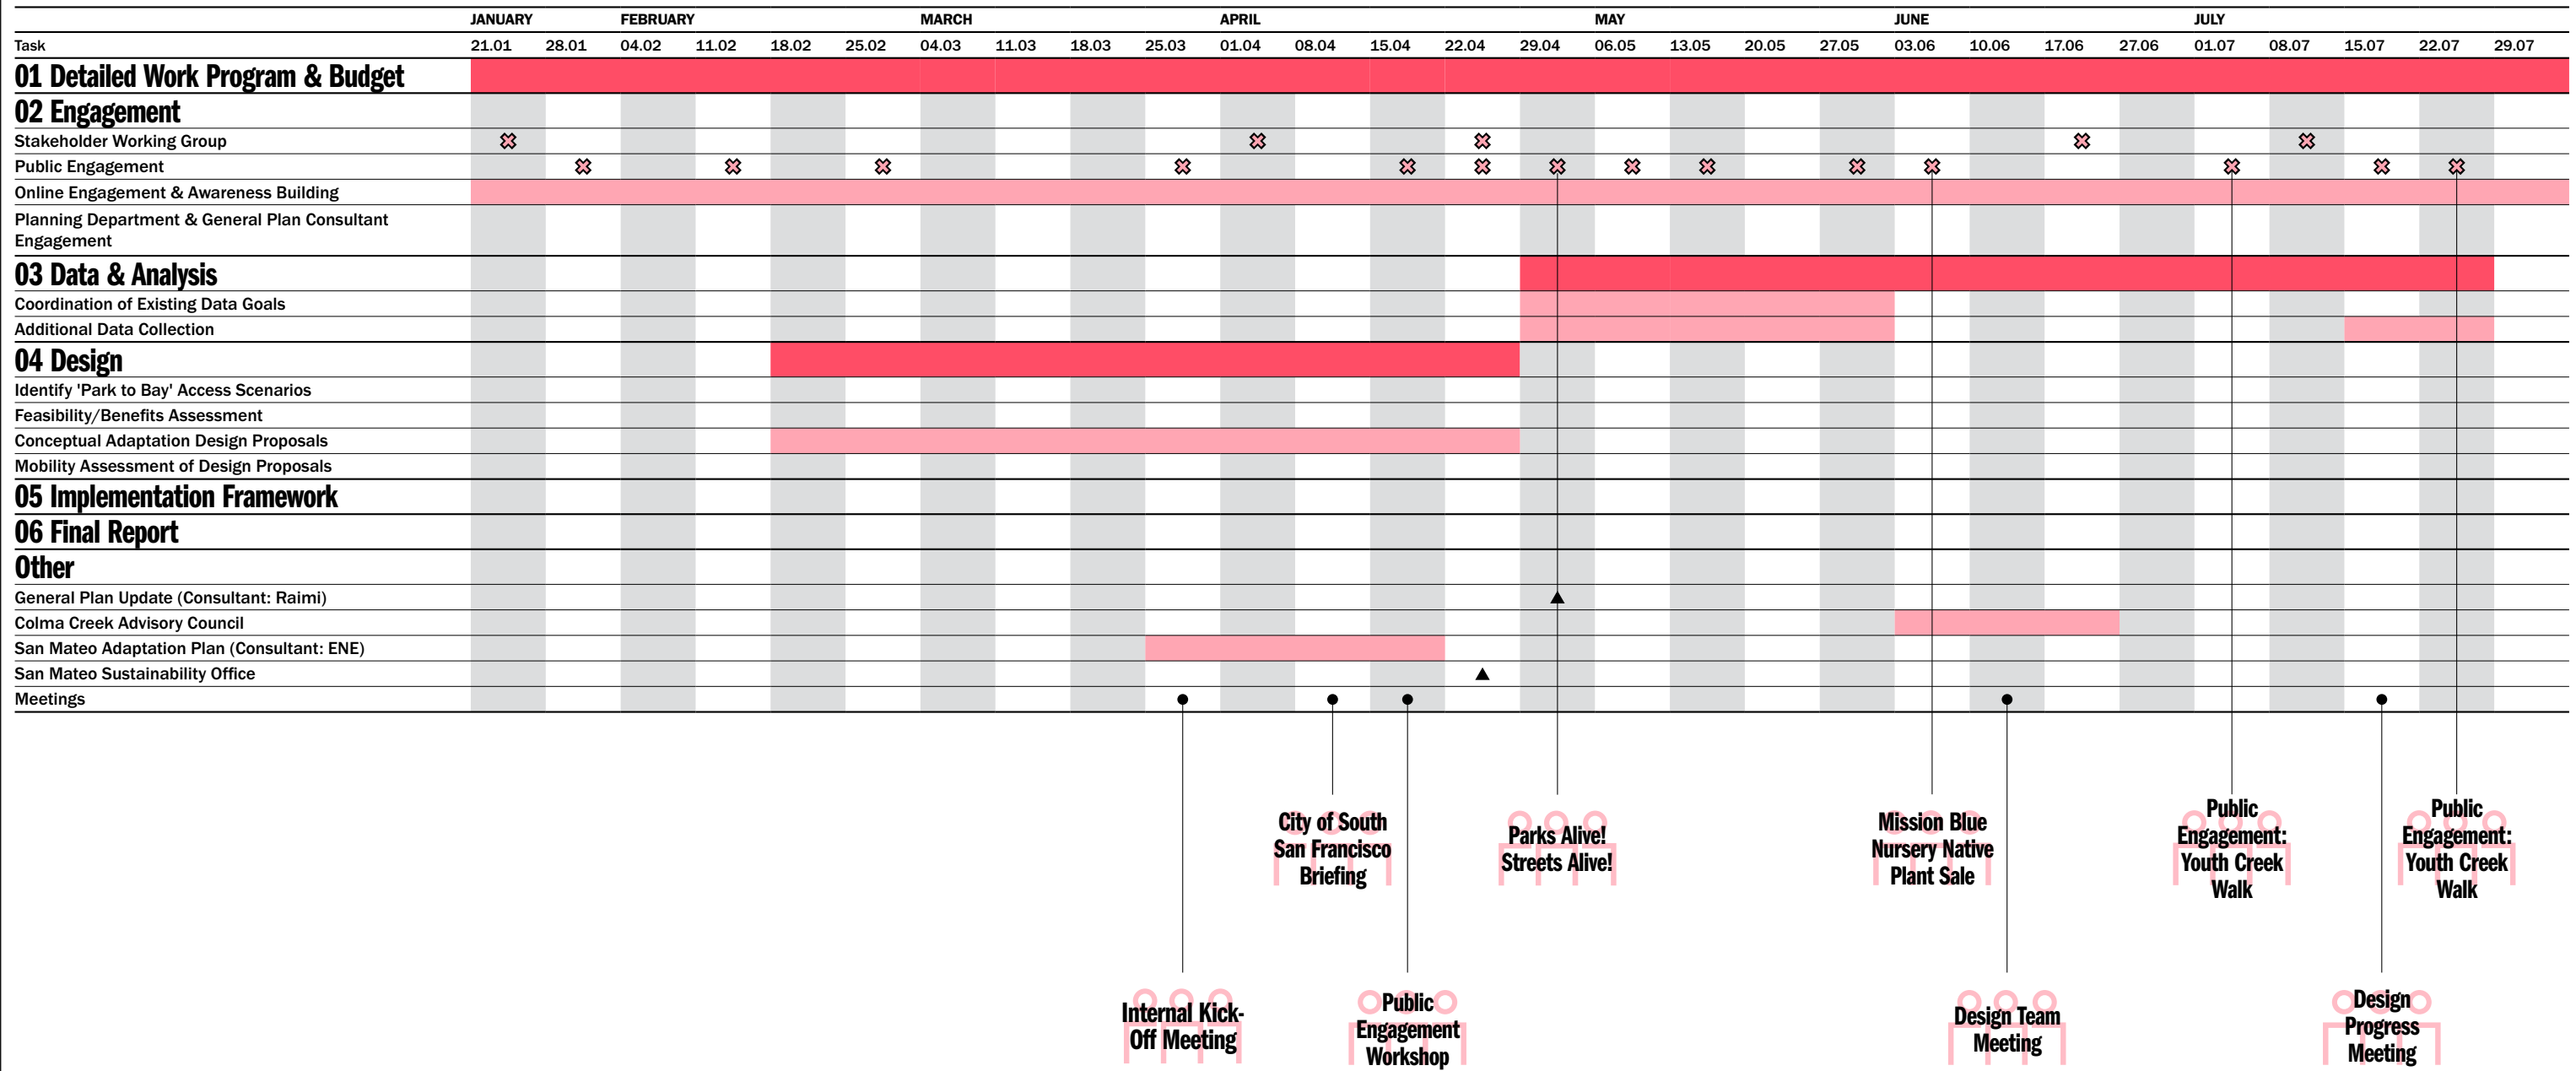 JANUARY FEBRUARY MARCH APRIL MAY JUNE JULY
Task 21.01 28.01 04.02 11.02 18.02 25.02 04.03 11.03 18.03 25.03 01.04 08.04 15.04 22.04 29.04 06.05 13.05 20.05 27.05 03.06 10.06 17.06 27.06 01.07 08.07 15.07 22.07 29.07
01 Detailed Work Program & Budget
02 Engagement
Stakeholder Working Group
Public Engagement
Online Engagement & Awareness Building
Planning Department & General Plan Consultant
Engagement
03 Data & Analysis
Coordination of Existing Data Goals
Additional Data Collection
04 Design
Identify 'Park to Bay' Access Scenarios
Feasibility/Benefits Assessment
Conceptual Adaptation Design Proposals
Mobility Assessment of Design Proposals
05 Implementation Framework
06 Final Report
Other
General Plan Update (Consultant: Raimi)
Colma Creek Advisory Council
San Mateo Adaptation Plan (Consultant: ENE)
San Mateo Sustainability Office
Meetings
City of South
San Francisco
Briefing
Parks Alive!
Streets Alive!
Mission Blue
Nursery Native
Plant Sale
Public
Engagement:
Youth Creek
Walk
Public
Engagement:
Youth Creek
Walk
Internal Kick-
Off Meeting
Public
Engagement
Workshop
Design Team
Meeting
Design
Progress
Meeting